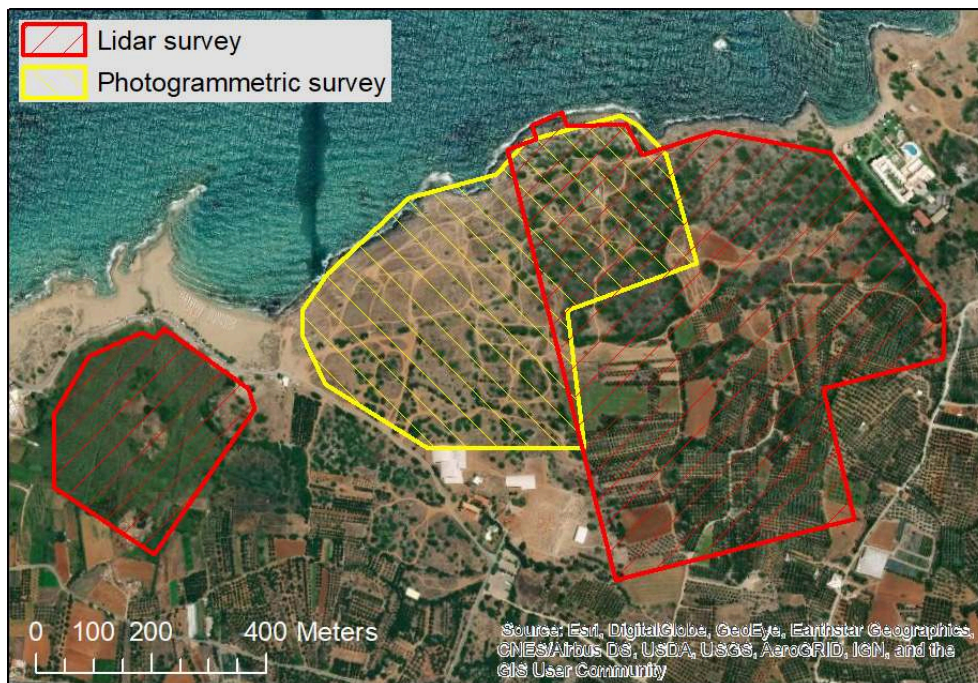 Lidar survey
Photogrammetric survey
0 100 200 400 Meters
Source: Esri, DigitalGlobe, GeoEye, Earthstar Geographics,
CNES/Airbus DS, USDA, USGS, AeroGRID, IGN, and the
GIS User Community